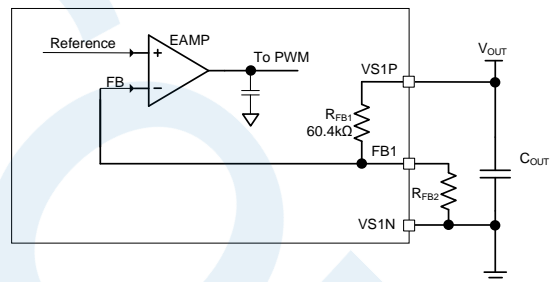 Reference
EAMP
To PWM
FB
+
−
VS1P
V_OUT
R_FB1
60.4kΩ
FB1
R_FB2
C_OUT
VS1N